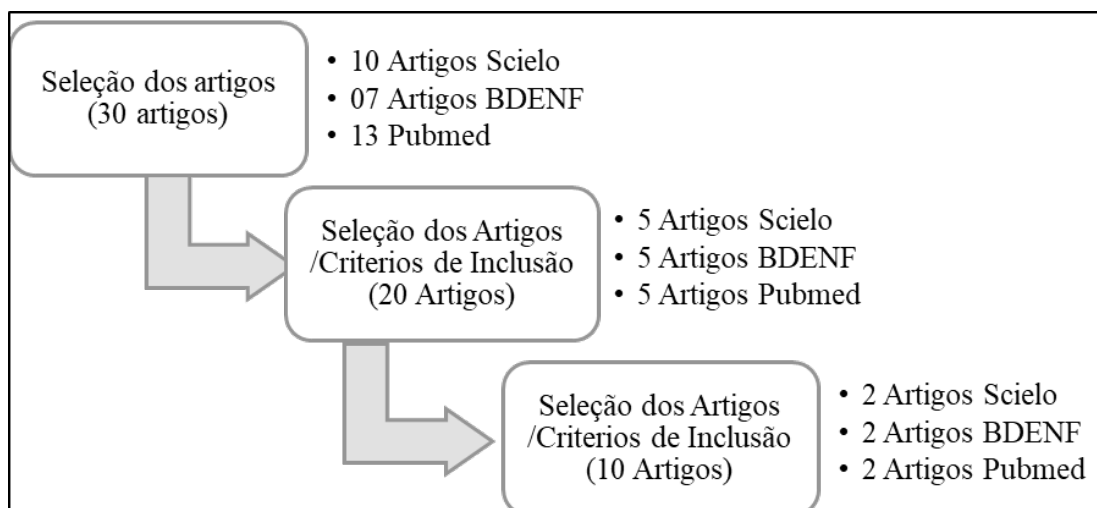 Seleção dos artigos
(30 artigos)
• 10 Artigos Scielo
• 07 Artigos BDENF
• 13 Pubmed
Seleção dos Artigos
/Criterios de Inclusão
(20 Artigos)
• 5 Artigos Scielo
• 5 Artigos BDENF
• 5 Artigos Pubmed
Seleção dos Artigos
/Criterios de Inclusão
(10 Artigos)
• 2 Artigos Scielo
• 2 Artigos BDENF
• 2 Artigos Pubmed